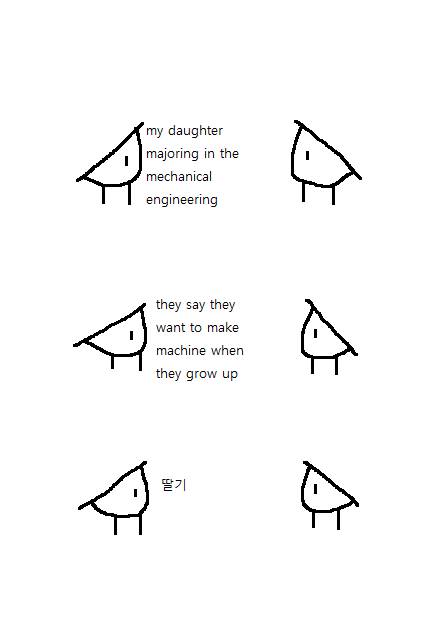 my daughter
majoring in the
mechanical
engineering
they say they
want to make
machine when
they grow up
딸기